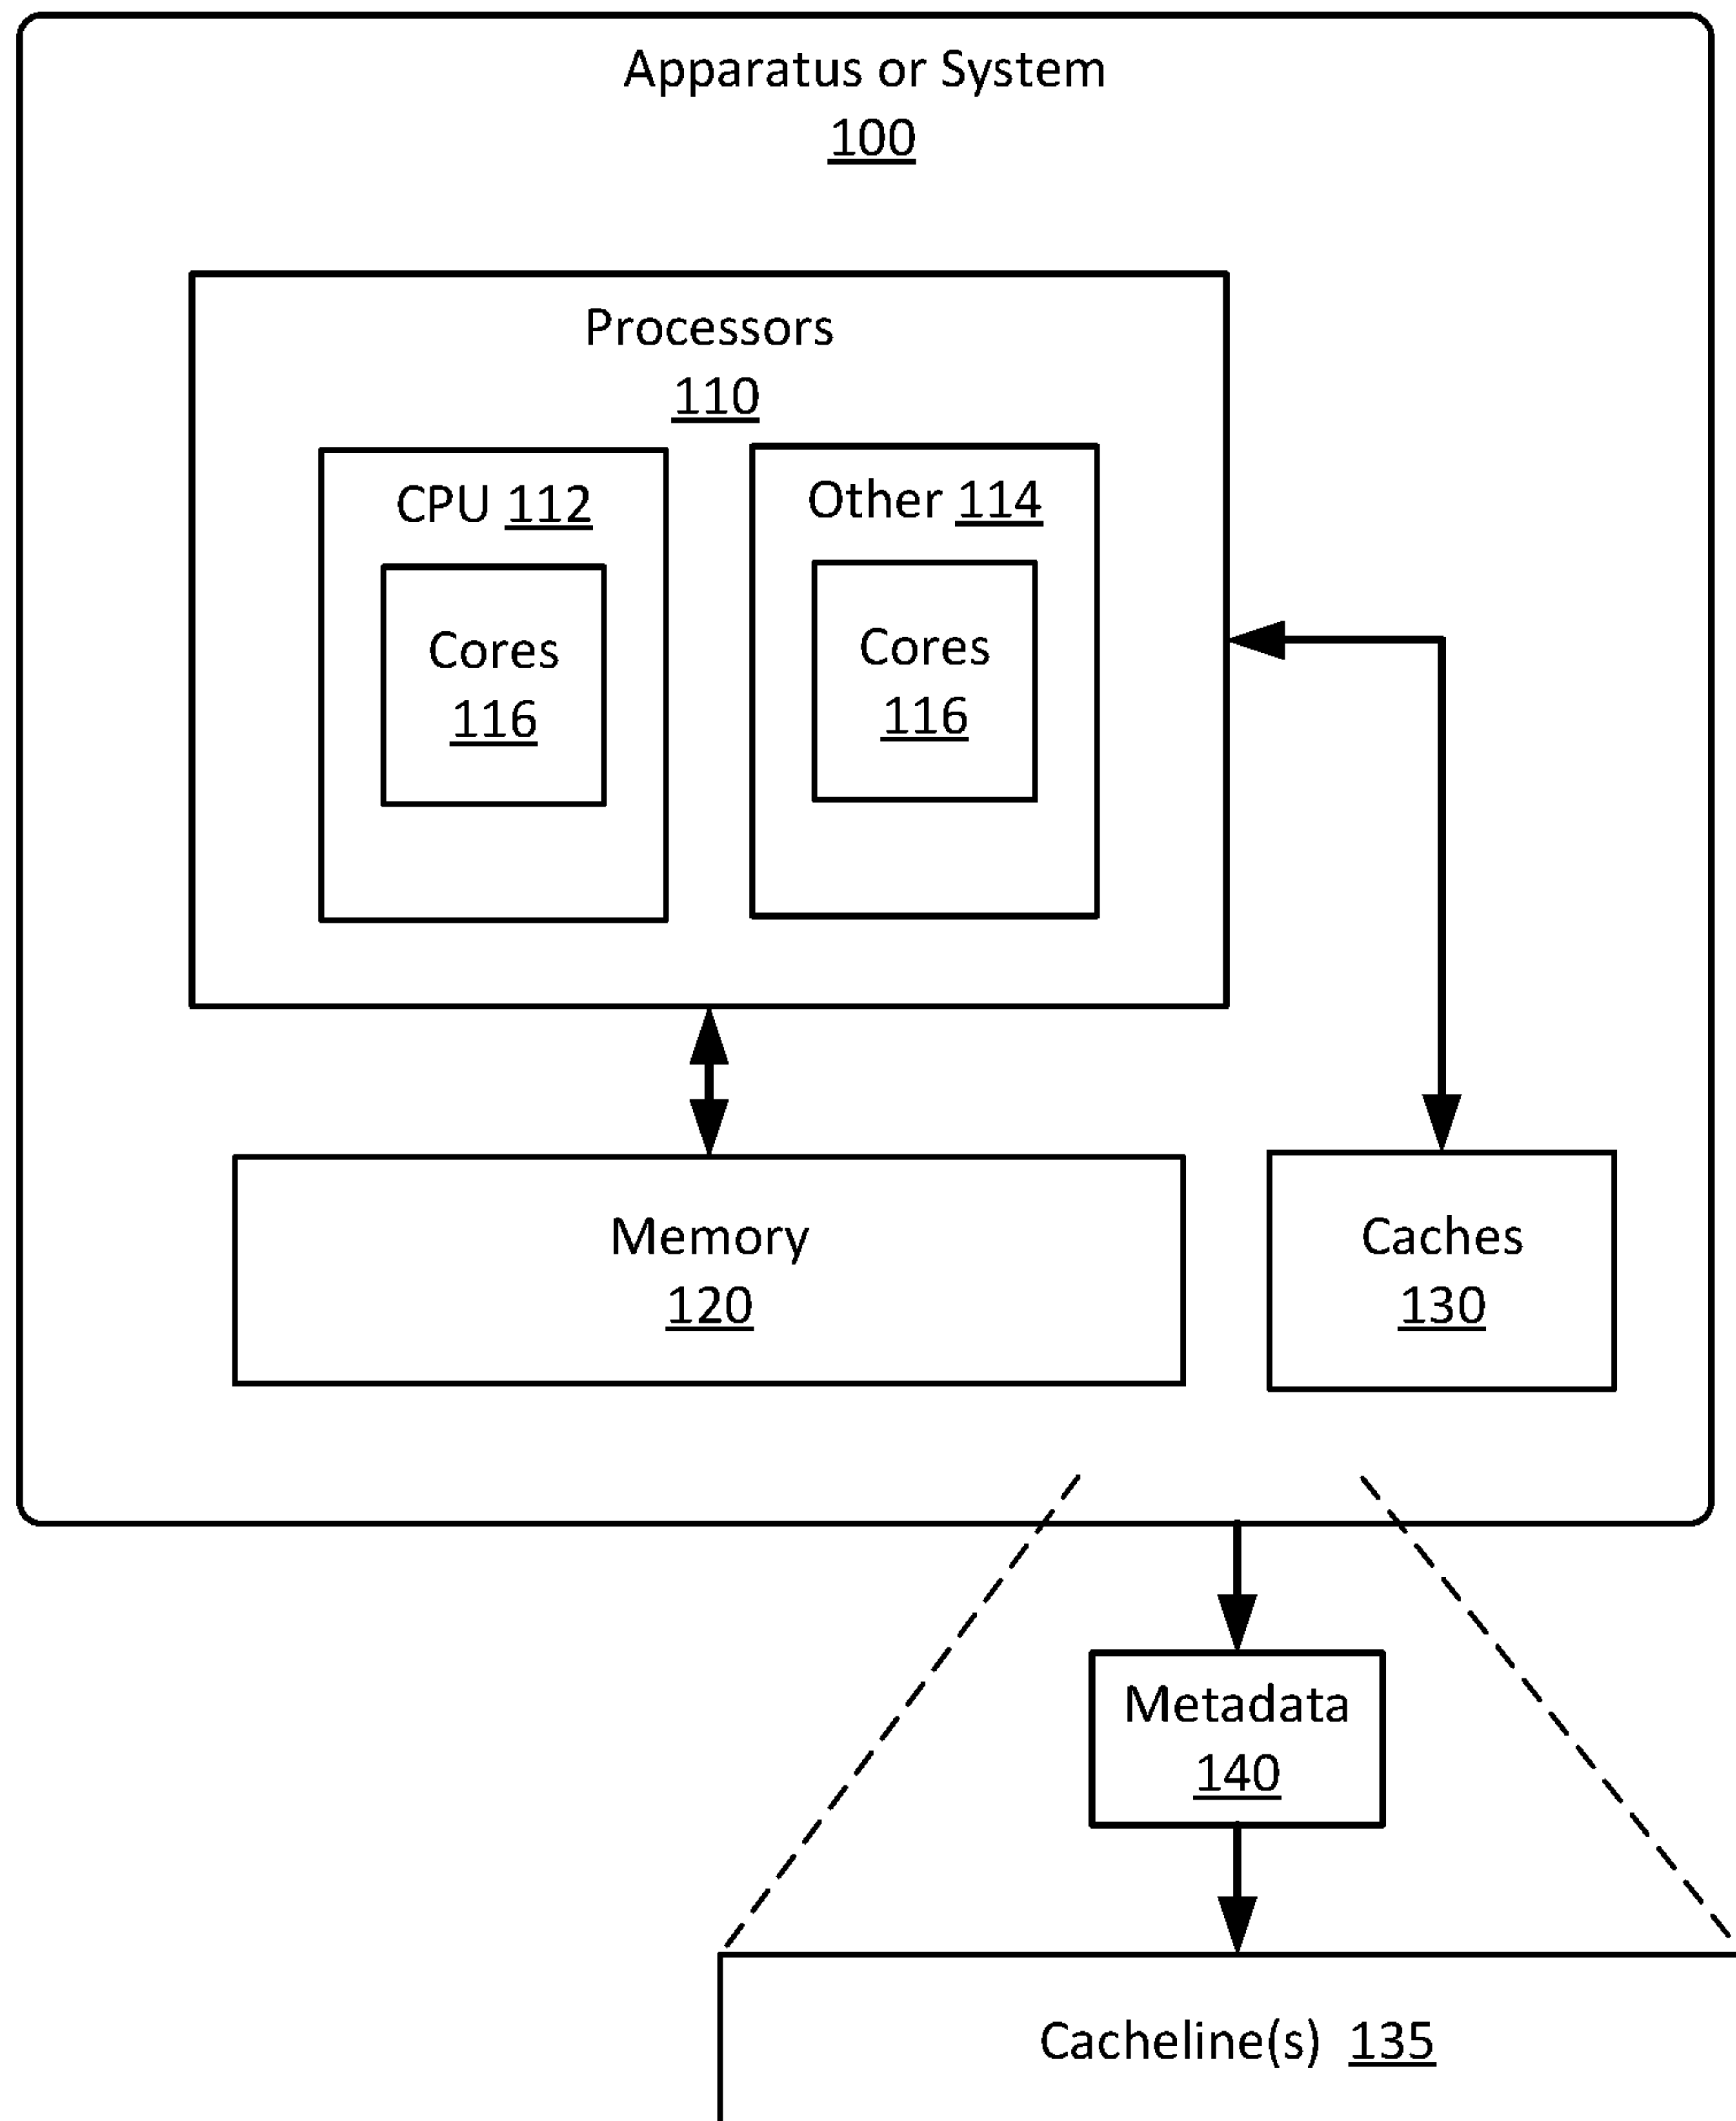 Apparatus or System
100
Processors
110
CPU 112
Cores
116
Other 114
Cores
116
Memory
120
Caches
130
Metadata
140
Cacheline(s) 135